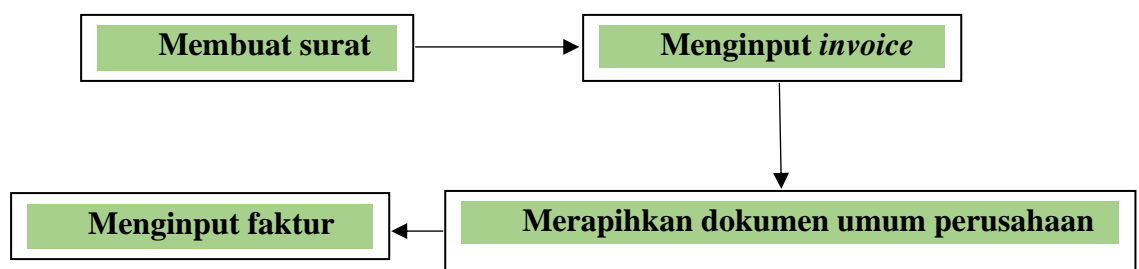 Membuat surat
Menginput invoice
Merapihkan dokumen umum perusahaan
Menginput faktur